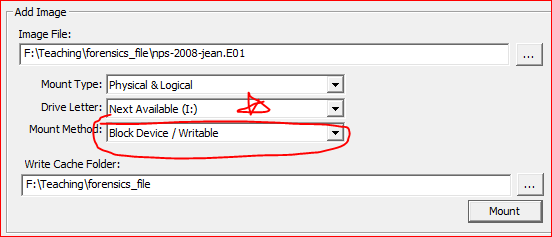 Add Image
Image File:
F:\Teaching\forensics_file\nps-2008-jean.E01
...
Mount Type: Physical & Logical
Drive Letter: Next Available (I:)
Mount Method: Block Device / Writable
Write Cache Folder:
F:\Teaching\forensics_file
...
Mount